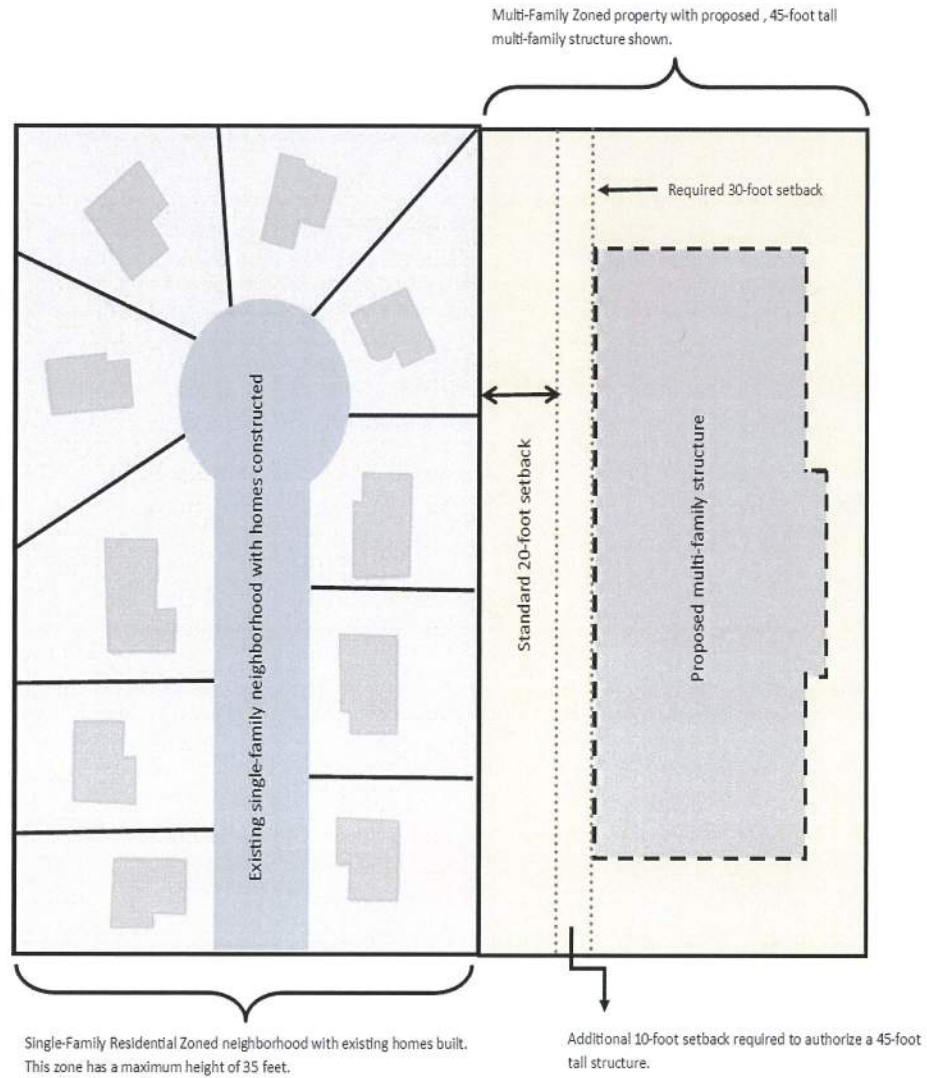 Multi-Family Zoned property with proposed , 45-foot tall
multi-family structure shown.
Required 30-foot setback
Existing single-family neighborhood with homes constructed
Standard 20-foot setback
Proposed multi-family structure
Single-Family Residential Zoned neighborhood with existing homes built.
This zone has a maximum height of 35 feet.
Additional 10-foot setback required to authorize a 45-foot
tall structure.